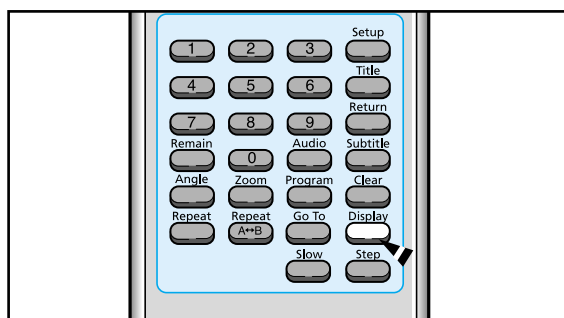 Setup
1 2 3
Title
4 5 6
Return
7 8 9
Remain Audio Subtitle
0
Angle Zoom Program Clear
Repeat Repeat Go To Display
A↔B
Slow Step